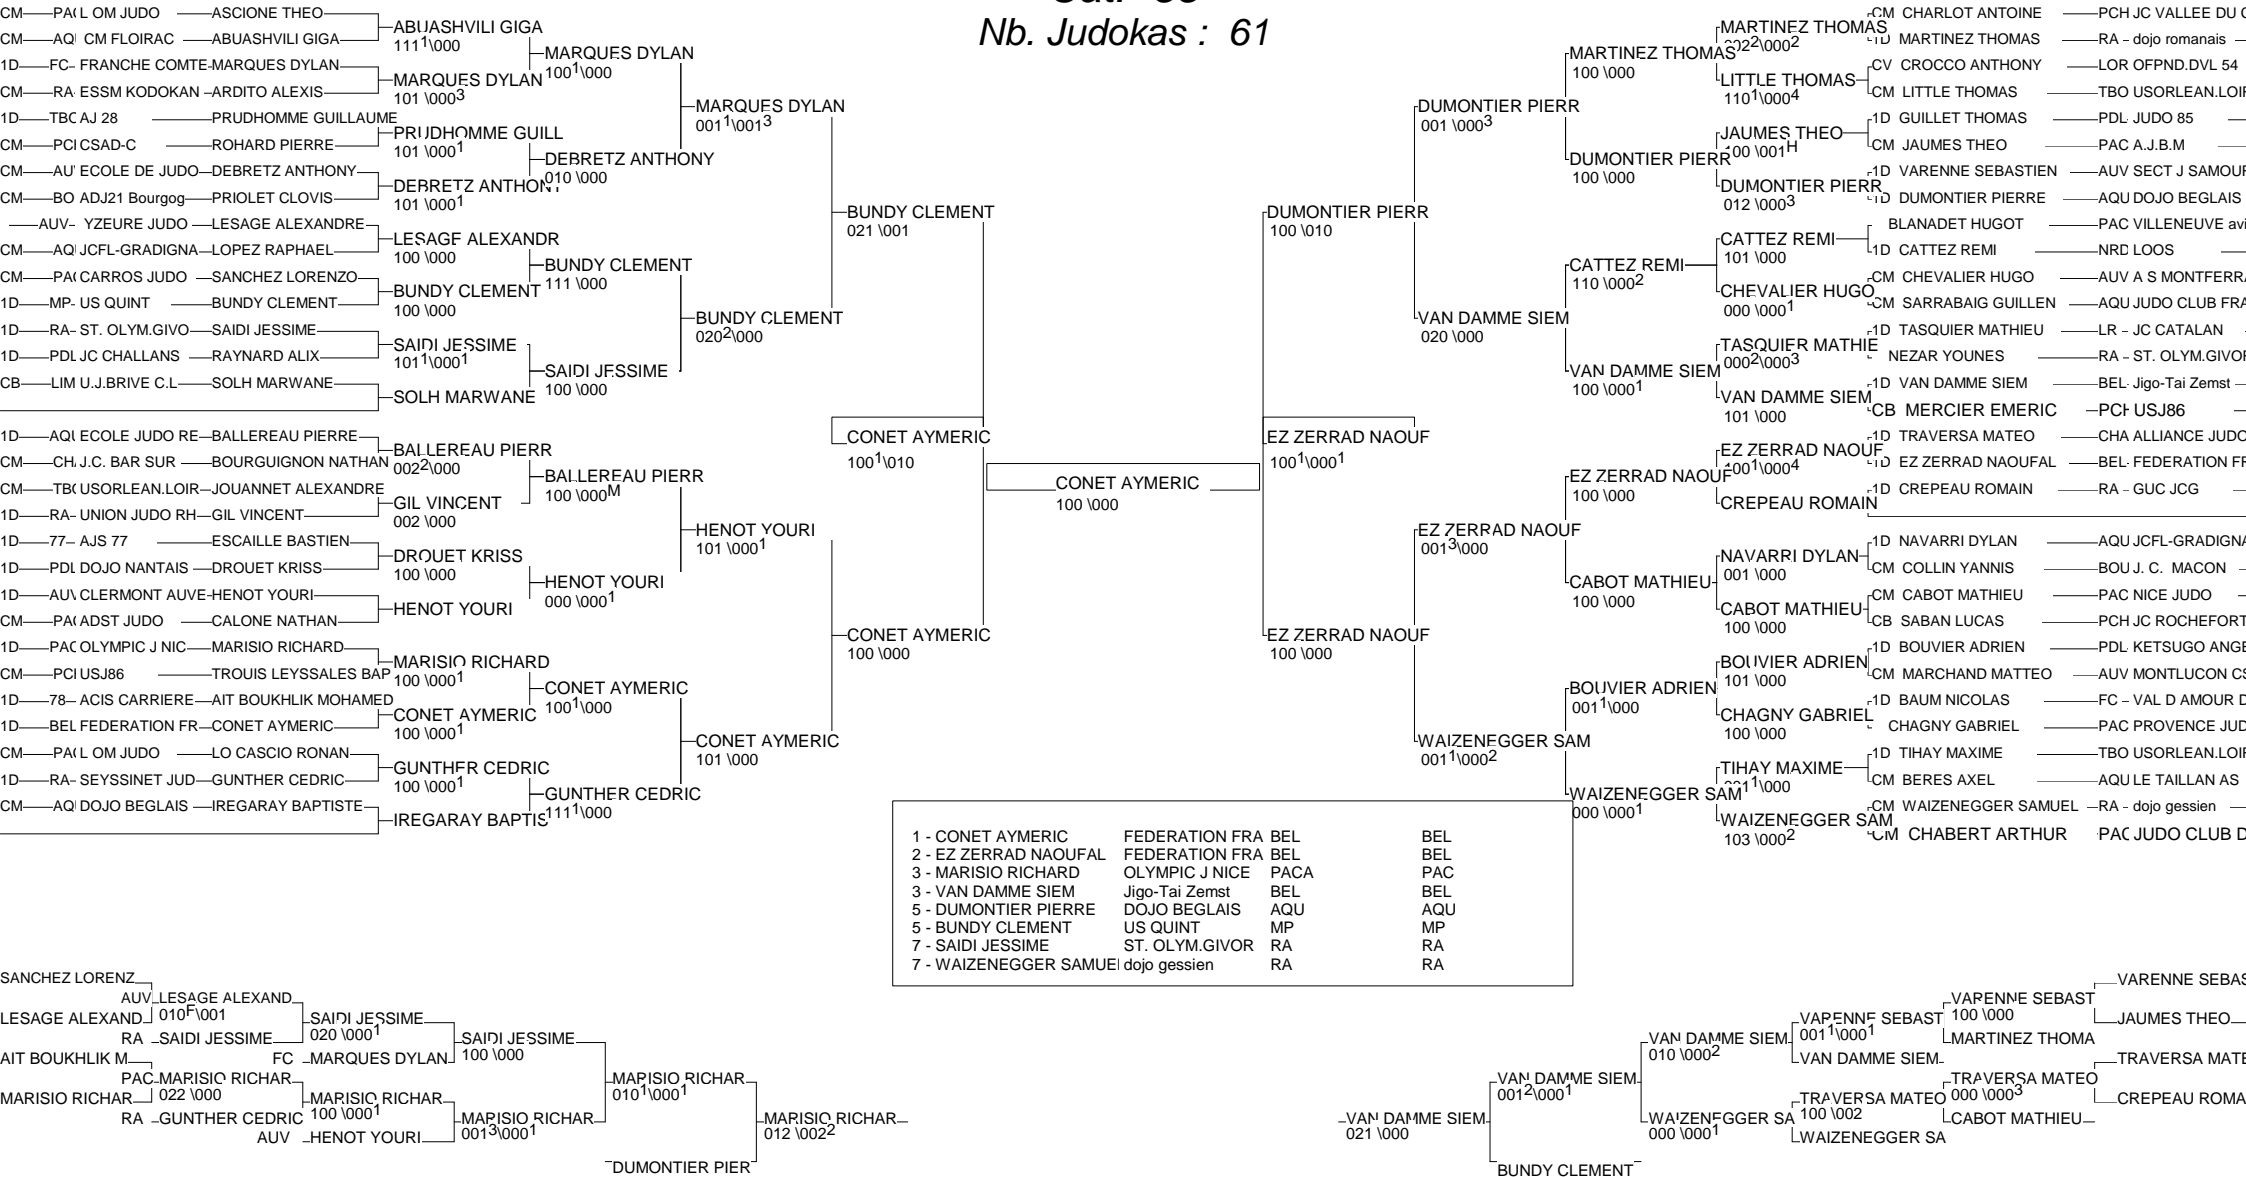 Nb. Judokas : 61
CM PAC L OM JUDO ASCIONE THEO
CM AQ CM FLOIRAC ABUASHVILI GIGA
1D FC FRANCHE COMTE MARQUES DYLAN
CM RA ESSM KODOKAN ARDITO ALEXIS
1D TBO AJ 28 PRUDHOMME GUILLAUME
CM PCH CSAD-C ROHARD PIERRE
CM AUV ECOLE DE JUDO DEBRETZ ANTHONY
CM BO ADJ21 Bourgog PRIOLET CLOVIS
AUV YZEURE JUDO LESAGE ALEXANDRE
CM AQ JCFL-GRADIGNA LOPEZ RAPHAEL
CM PAC CARROS JUDO SANCHEZ LORENZO
1D MP US QUINT BUNDY CLEMENT
1D RA ST. OLYM.GIVO SAIDI JESSIME
1D PDL JC CHALLANS RAYNARD ALIX
CB LIM U.J.BRIVE C.L SOLH MARWANE
1D AQU ECOLE JUDO RE BALLEREAU PIERRE
CM CHA J.C. BAR SUR BOURGUIGNON NATHAN
CM TBO USORLEAN.LOIR JOUANNET ALEXANDRE
1D RA UNION JUDO RH GIL VINCENT
1D 77 AJS 77 ESCAILLE BASTIEN
1D PDL DOJO NANTAIS DROUET KRISS
1D AUV CLERMONT AUVE HENOT YOURI
CM PAC ADST JUDO CALONE NATHAN
1D PAC OLYMPIC J NIC MARISIO RICHARD
CM PCH USJ86 TROUIS LEYSSALES BAP
1D 78 ACIS CARRIERE AIT BOUKHLIK MOHAMED
1D BEL FEDERATION FR CONET AYMERIC
CM PAC L OM JUDO LO CASCIO RONAN
1D RA SEYSSINET JUD GUNTHER CEDRIC
CM AQ DOJO BEGLAIS IREGARAY BAPTISTE
ABUASHVILI GIGA
111 1\000
MARQUES DYLAN
101 \000 3
PRUDHOMME GUILL
101 \000 1
DEBRETZ ANTHONY
101 \000 1
LESAGE ALEXANDR
100 \000
BUNDY CLEMENT
100 \000
SAIDI JESSIME
101 1\000 1
SOLH MARWANE
BALLEREAU PIERR
002 2\000
GIL VINCENT
002 \000
DROUET KRISS
100 \000
HENOT YOURI
MARISIO RICHARD
100 \000 1
CONET AYMERIC
100 \000 1
GUNTHER CEDRIC
100 \000 1
IREGARAY BAPTIS
MARQUES DYLAN
100 1\000
DEBRETZ ANTHONY
010 \000
BUNDY CLEMENT
111 \000
SAIDI JESSIME
100 \000
BALLEREAU PIERR
100 \000 M
HENOT YOURI
000 \000 1
CONET AYMERIC
100 1\000
GUNTHER CEDRIC
111 1\000
MARQUES DYLAN
001 1\001 3
BUNDY CLEMENT
020 2\000
HENOT YOURI
101 \000 1
CONET AYMERIC
101 \000
BUNDY CLEMENT
021 \001
CONET AYMERIC
100 1\010
CONET AYMERIC
100 \000
CONET AYMERIC
100 \000
DUMONTIER PIERR
100 \010
EZ ZERRAD NAOUF
100 1\000 1
EZ ZERRAD NAOUF
100 \000
DUMONTIER PIERR
001 \000 3
VAN DAMME SIEM
020 \000
EZ ZERRAD NAOUF
001 3\000
WAIZENEGGER SAM
001 1\000 2
MARTINEZ THOMAS
100 \000
DUMONTIER PIERR
100 \000
CATTEZ REMI
110 \000 2
VAN DAMME SIEM
100 \000 1
EZ ZERRAD NAOUF
100 \000
CABOT MATHIEU
100 \000
BOUVIER ADRIEN
001 1\000
WAIZENEGGER SAM
000 \000 1
MARTINEZ THOMAS
002 2\000 2
LITTLE THOMAS
110 1\000 4
JAUMES THEO
100 \001 H
DUMONTIER PIERR
012 \000 3
CATTEZ REMI
101 \000
CHEVALIER HUGO
000 \000 1
TASQUIER MATHIE
000 2\000 3
VAN DAMME SIEM
101 \000
EZ ZERRAD NAOUF
100 1\000 4
CREPEAU ROMAIN
NAVARRI DYLAN
001 \000
CABOT MATHIEU
100 \000
BOUVIER ADRIEN
101 \000
CHAGNY GABRIEL
100 \000
TIHAY MAXIME
001 1\000
WAIZENEGGER SAM
103 \000 2
CM CHARLOT ANTOINE PCH JC VALLEE DU
1D MARTINEZ THOMAS RA - dojo romanais
CV CROCCO ANTHONY LOR OFPND.DVL 54
CM LITTLE THOMAS TBO USORLEAN.LOIR
1D GUILLET THOMAS PDL JUDO 85
CM JAUMES THEO PAC A.J.B.M
1D VARENNE SEBASTIEN AUV SECT J SAMOUR
1D DUMONTIER PIERRE AQU DOJO BEGLAIS
BLANADET HUGOT PAC VILLENEUVE avi
1D CATTEZ REMI NRD LOOS
CM CHEVALIER HUGO AUV A S MONTFERRA
CM SARRABAIG GUILLEN AQU JUDO CLUB FRA
1D TASQUIER MATHIEU LR - JC CATALAN
NEZAR YOUNES RA - ST. OLYM.GIVOR
1D VAN DAMME SIEM BEL Jigo-Tai Zemst
CB MERCIER EMERIC PCH USJ86
1D TRAVERSA MATEO CHA ALLIANCE JUDO
1D EZ ZERRAD NAOUFAL BEL FEDERATION FR
1D CREPEAU ROMAIN RA - GUC JCG
1D NAVARRI DYLAN AQU JCFL-GRADIGNA
CM COLLIN YANNIS BOU J. C. MACON
CM CABOT MATHIEU PAC NICE JUDO
CB SABAN LUCAS PCH JC ROCHEFORT
1D BOUVIER ADRIEN PDL KETSUGO ANGE
CM MARCHAND MATTEO AUV MONTLUCON CS
1D BAUM NICOLAS FC - VAL D AMOUR D
CHAGNY GABRIEL PAC PROVENCE JUD
1D TIHAY MAXIME TBO USORLEAN.LOIR
CM BERES AXEL AQU LE TAILLAN AS
CM WAIZENEGGER SAMUEL RA - dojo gessien
CM CHABERT ARTHUR PAC JUDO CLUB D
1 - CONET AYMERIC FEDERATION FRA BEL BEL
2 - EZ ZERRAD NAOUFAL FEDERATION FRA BEL BEL
3 - MARISIO RICHARD OLYMPIC J NICE PACA PAC
3 - VAN DAMME SIEM Jigo-Tai Zemst BEL BEL
5 - DUMONTIER PIERRE DOJO BEGLAIS AQU AQU
5 - BUNDY CLEMENT US QUINT MP MP
7 - SAIDI JESSIME ST. OLYM.GIVOR RA RA
7 - WAIZENEGGER SAMUEL dojo gessien RA RA
SANCHEZ LORENZ
LESAGE ALEXAND
AIT BOUKHLIK M
MARISIO RICHAR
AUV LESAGE ALEXAND
010 F\001
RA SAIDI JESSIME
PAC MARISIO RICHAR
022 \000
RA GUNTHER CEDRIC
SAIDI JESSIME
020 \000 1
FC MARQUES DYLAN
MARISIO RICHAR
100 \000 1
AUV HENOT YOURI
SAIDI JESSIME
100 \000
MARISIO RICHAR
001 3\000 1
MARISIO RICHAR
010 1\000 1
DUMONTIER PIER
MARISIO RICHAR
012 \002 2
VAN DAMME SIEM
021 \000
VAN DAMME SIEM
001 2\000 1
BUNDY CLEMENT
VAN DAMME SIEM
010 \000 2
WAIZENEGGER SA
000 \000 1
VARENNE SEBAST
001 1\000 1
VAN DAMME SIEM
TRAVERSA MATEO
100 \002
WAIZENEGGER SA
VARENNE SEBAST
100 \000
MARTINEZ THOMA
TRAVERSA MATEO
000 \000 3
CABOT MATHIEU
VARENNE SEBAS
JAUMES THEO
TRAVERSA MATE
CREPEAU ROMA